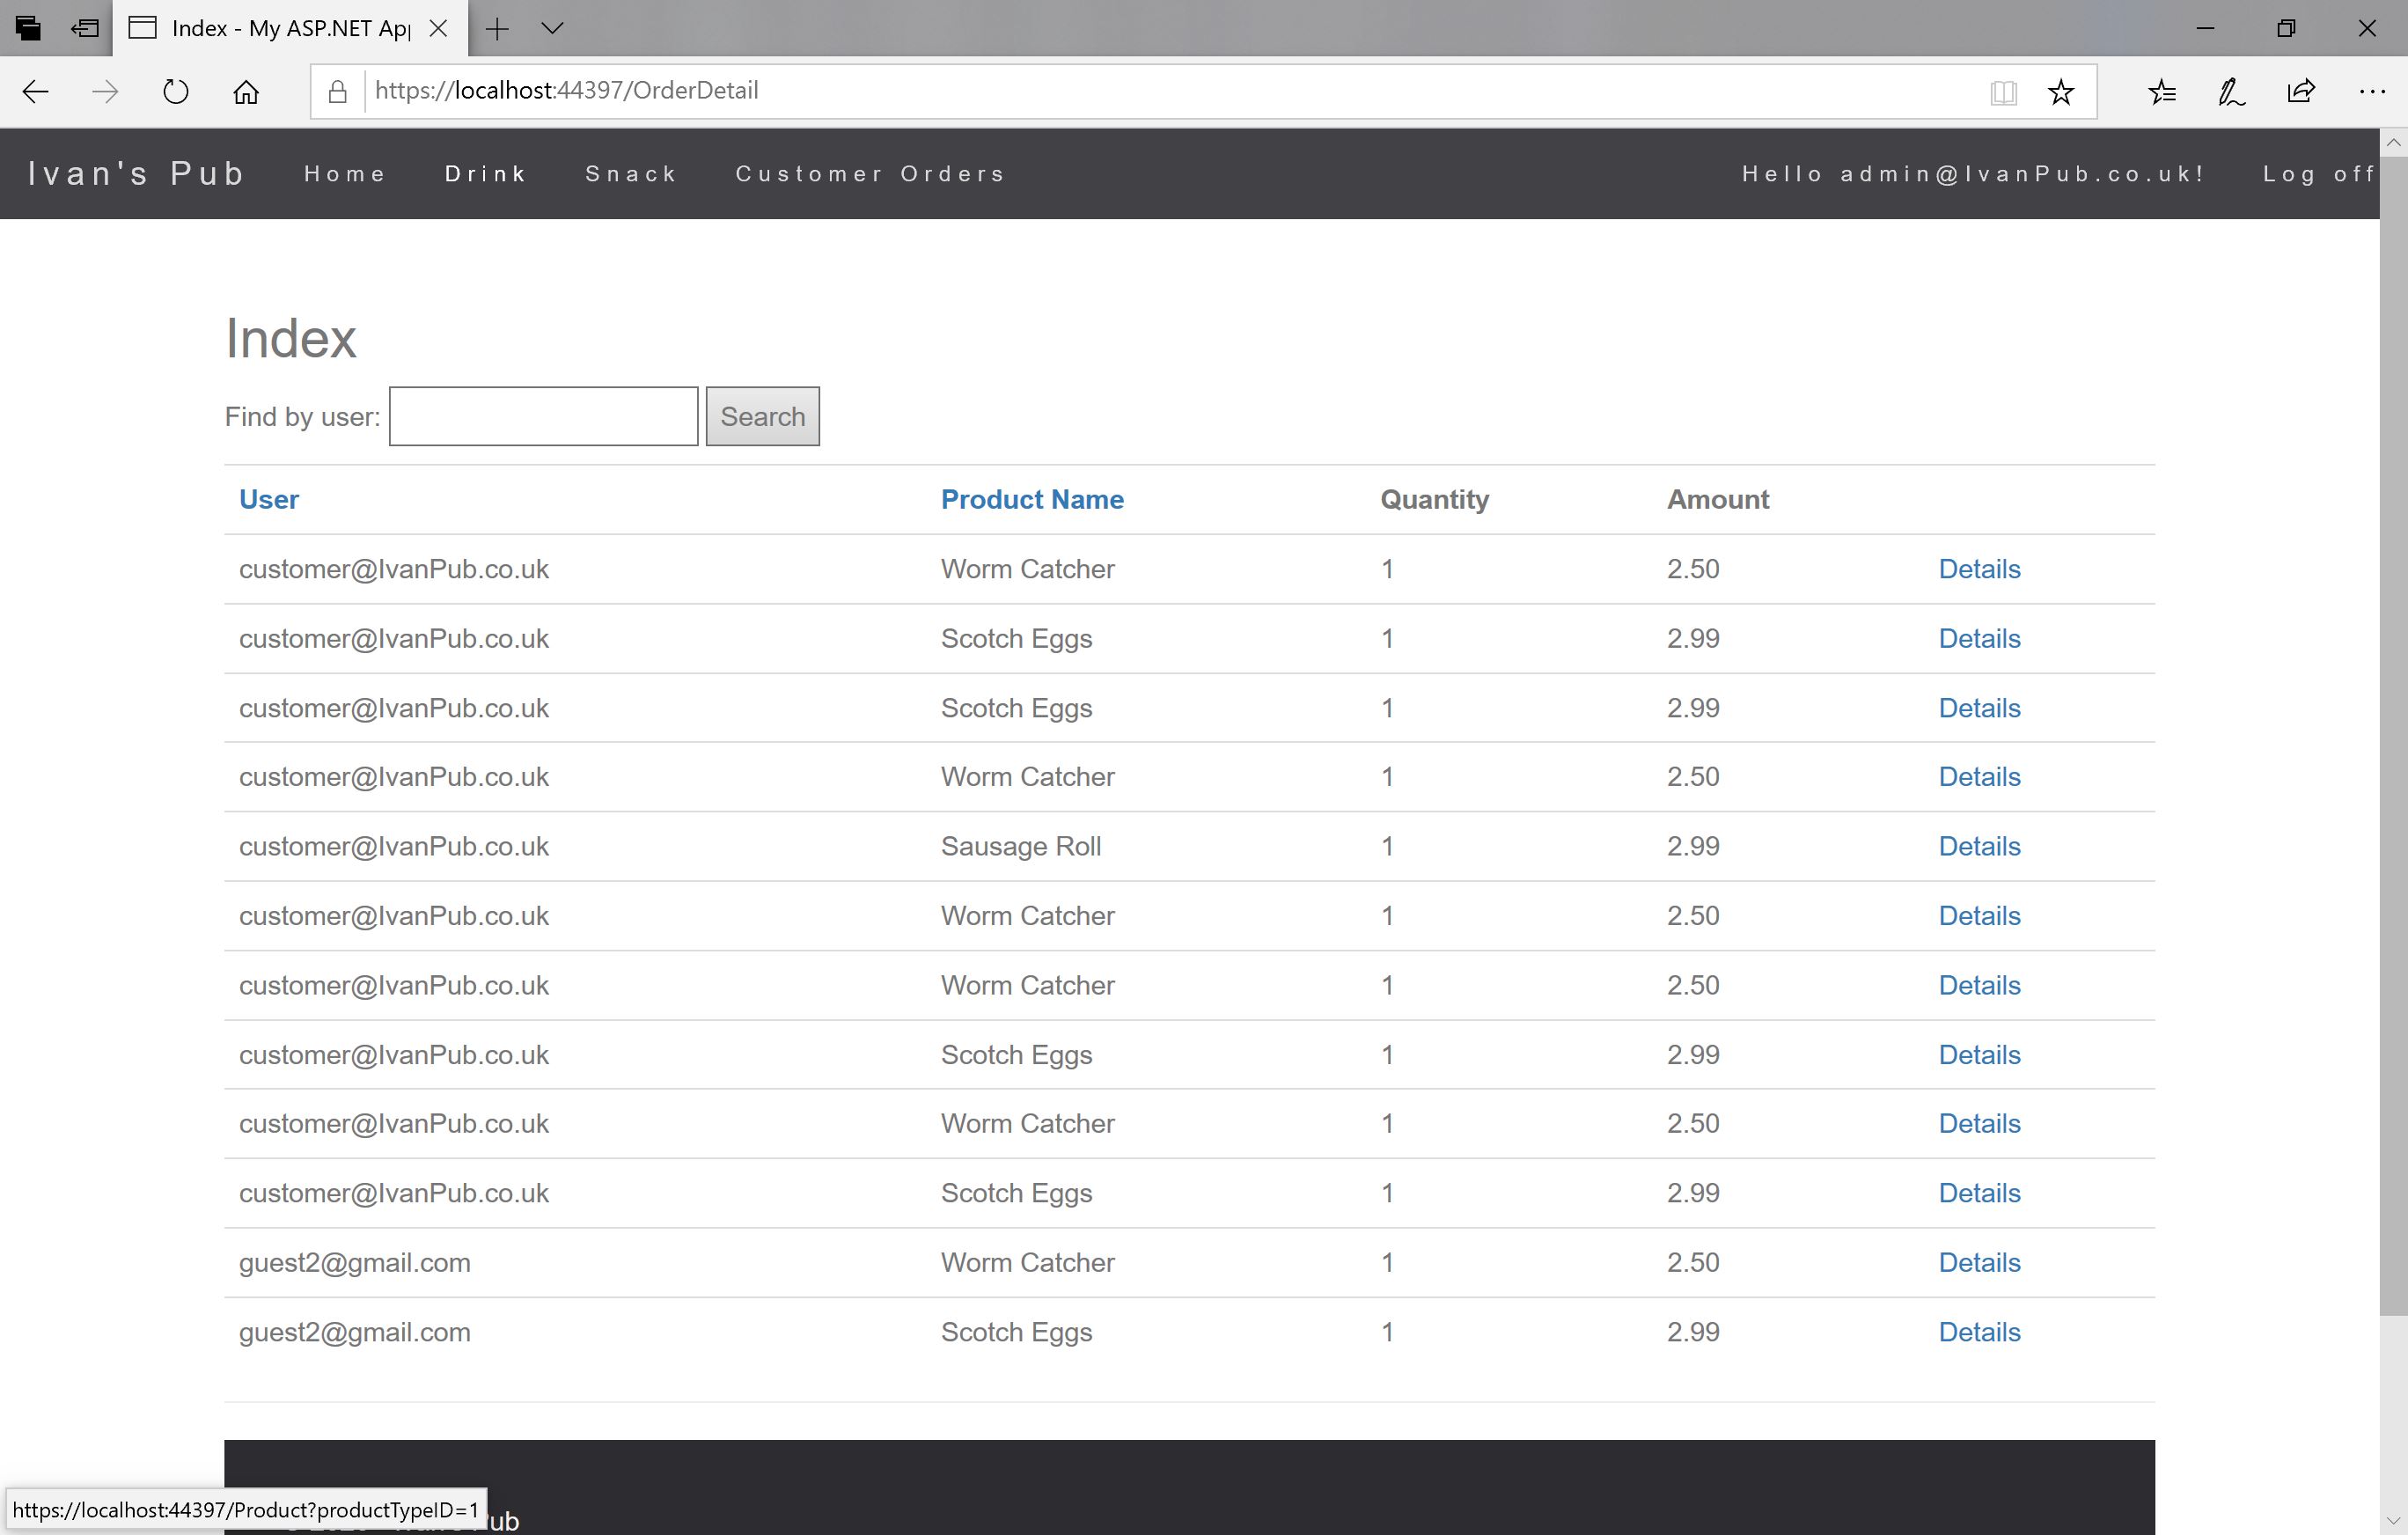 Index - My ASP.NET Ap
https://localhost:44397/OrderDetail
Ivan's Pub Home Drink Snack Customer Orders Hello admin@IvanPub.co.uk! Log off
Index
Find by user: Search
User Product Name Quantity Amount
customer@IvanPub.co.uk Worm Catcher 1 2.50 Details
customer@IvanPub.co.uk Scotch Eggs 1 2.99 Details
customer@IvanPub.co.uk Scotch Eggs 1 2.99 Details
customer@IvanPub.co.uk Worm Catcher 1 2.50 Details
customer@IvanPub.co.uk Sausage Roll 1 2.99 Details
customer@IvanPub.co.uk Worm Catcher 1 2.50 Details
customer@IvanPub.co.uk Worm Catcher 1 2.50 Details
customer@IvanPub.co.uk Scotch Eggs 1 2.99 Details
customer@IvanPub.co.uk Worm Catcher 1 2.50 Details
customer@IvanPub.co.uk Scotch Eggs 1 2.99 Details
guest2@gmail.com Worm Catcher 1 2.50 Details
guest2@gmail.com Scotch Eggs 1 2.99 Details
https://localhost:44397/Product?productTypeID=1